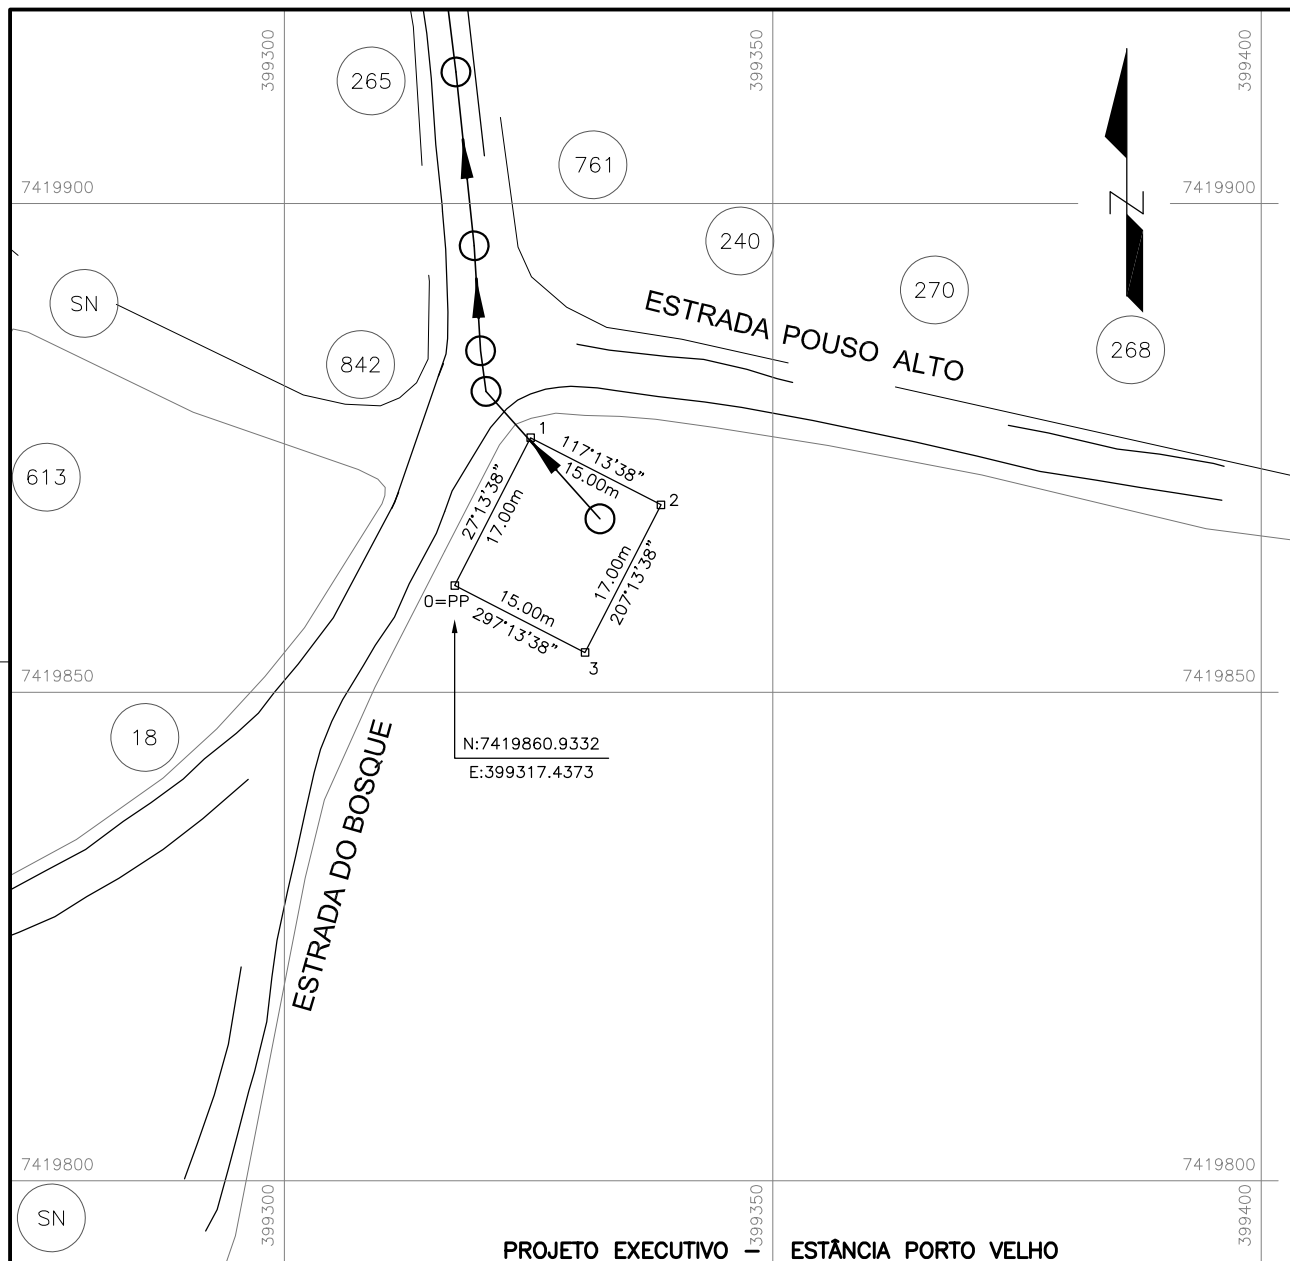 399300
399350
399400
265
761
7419900
7419900
240
270
SN
ESTRADA POUSO ALTO
842
268
N
613
1
117°13'38"
15.00m
2
27°13'38"
17.00m
17.00m
207°13'38"
0=PP
15.00m
297°13'38"
3
7419850
7419850
18
N:7419860.9332
E:399317.4373
ESTRADA DO BOSQUE
7419800
7419800
SN
399300
399350
399400
PROJETO EXECUTIVO – ESTÂNCIA PORTO VELHO